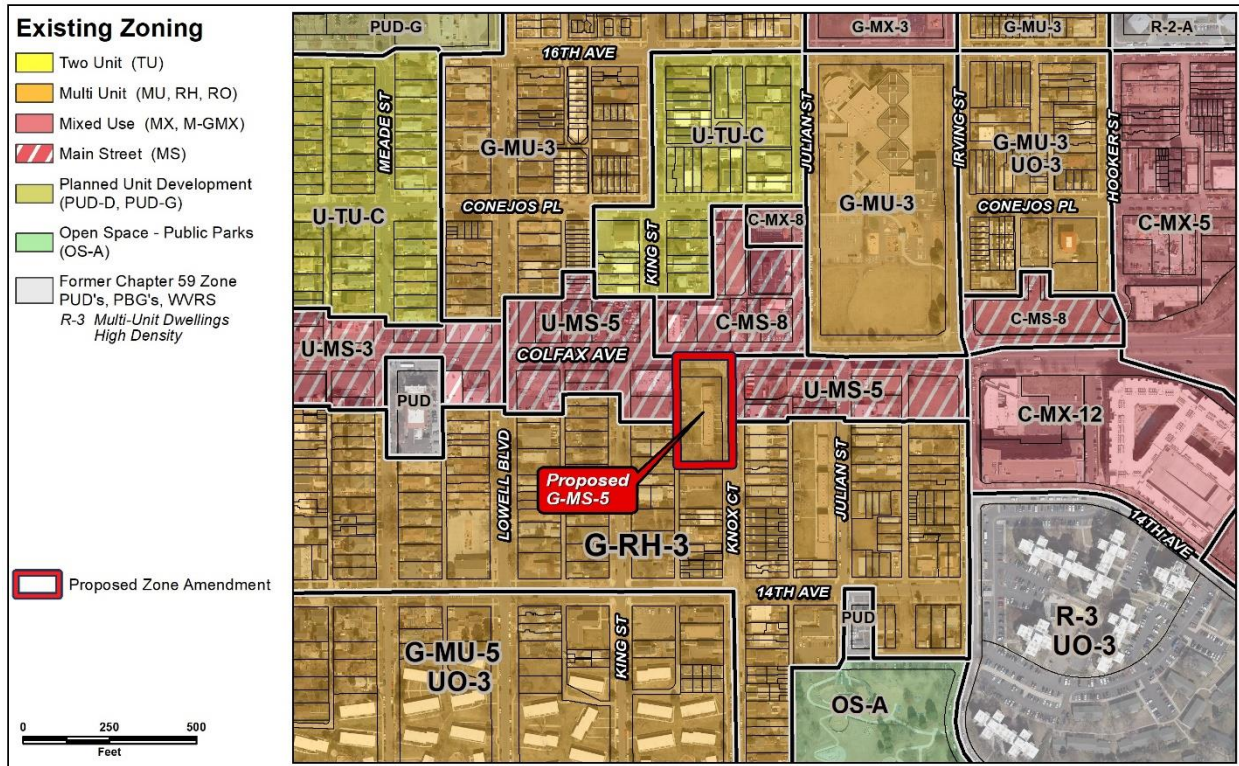 Existing Zoning
Two Unit (TU)
Multi Unit (MU, RH, RO)
Mixed Use (MX, M-GMX)
Main Street (MS)
Planned Unit Development
(PUD-D, PUD-G)
Open Space - Public Parks
(OS-A)
Former Chapter 59 Zone
PUD's, PBG's, WVRS
R-3 Multi-Unit Dwellings
High Density
Proposed Zone Amendment
0 250 500
Feet
PUD-G
G-MX-3
G-MU-3
R-2-A
16TH AVE
MEADE ST
G-MU-3
U-TU-C
JULIAN ST
IRVING ST
G-MU-3
UO-3
HOOKER ST
U-TU-C
CONEJOS PL
KING ST
G-MU-3
C-MX-8
CONEJOS PL
C-MX-5
U-MS-3
U-MS-5
C-MS-8
C-MS-8
COLFAX AVE
PUD
U-MS-5
C-MX-12
LOWELL BLVD
Proposed
G-MS-5
KNOX CT
JULIAN ST
G-RH-3
14TH AVE
14TH AVE
PUD
R-3
UO-3
G-MU-5
UO-3
KING ST
OS-A